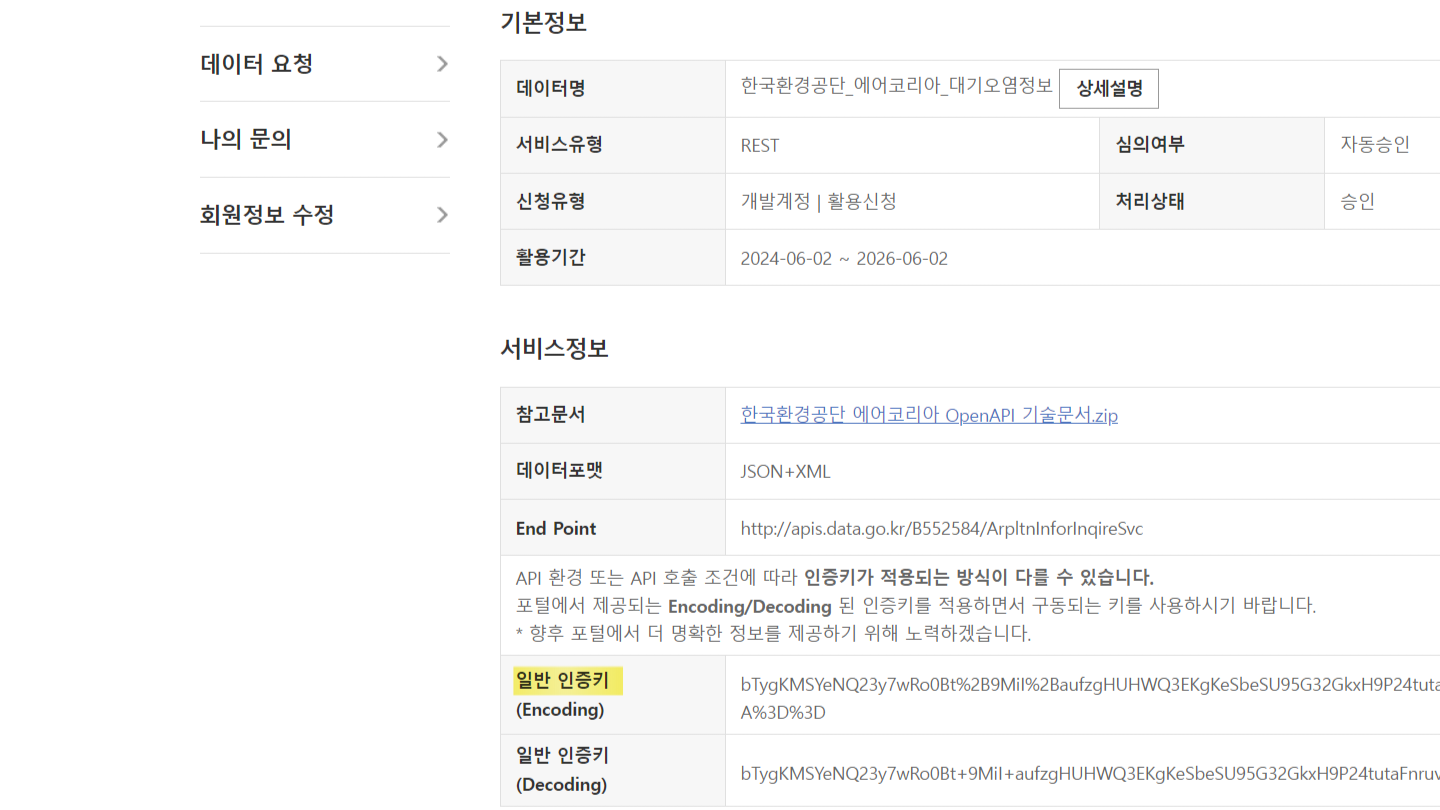 데이터 요청
나의 문의
회원정보 수정
기본정보
데이터명 한국환경공단_에어코리아_대기오염정보 상세설명
서비스유형 REST 심의여부 자동승인
신청유형 개발계정 | 활용신청 처리상태 승인
활용기간 2024-06-02 ~ 2026-06-02
서비스정보
참고문서 한국환경공단 에어코리아 OpenAPI 기술문서.zip
데이터포맷 JSON+XML
End Point http://apis.data.go.kr/B552584/ArpltnInforInqireSvc
API 환경 또는 API 호출 조건에 따라 인증키가 적용되는 방식이 다를 수 있습니다.
포털에서 제공되는 Encoding/Decoding 된 인증키를 적용하면서 구동되는 키를 사용하시기 바랍니다.
* 향후 포털에서 더 명확한 정보를 제공하기 위해 노력하겠습니다.
일반 인증키
(Encoding)
bTygKMSYeNQ23y7wRo0Bt%2B9MiI%2BaufzgHUHWQ3EKgKeSbeSU95G32GkxH9P24tuta
A%3D%3D
일반 인증키
(Decoding)
bTygKMSYeNQ23y7wRo0Bt+9MiI+aufzgHUHWQ3EKgKeSbeSU95G32GkxH9P24tutaFnruv